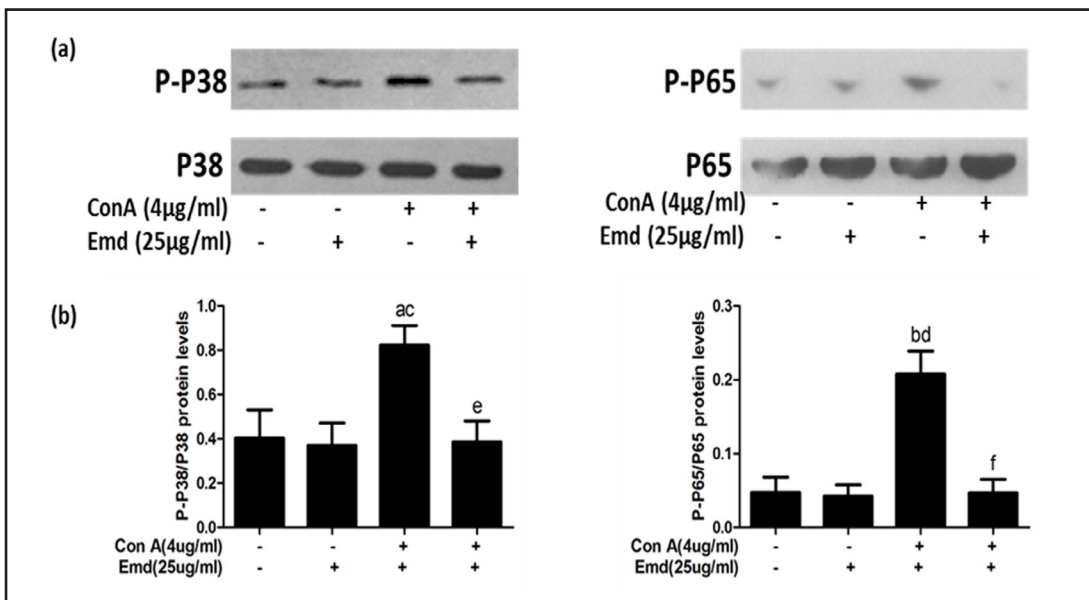 (a)
P-P38
P38
ConA (4µg/ml) - - + +
Emd (25µg/ml) - + - +
P-P65
P65
ConA (4µg/ml) - - + +
Emd (25µg/ml) - + - +
(b)
P-P38/P38 protein levels
1.0
0.8
0.6
0.4
0.2
0.0
ac
e
Con A(4ug/ml) - - + +
Emd(25ug/ml) - + + +
P-P65/P65 protein levels
0.3
0.2
0.1
0.0
bd
f
Con A(4ug/ml) - - + +
Emd(25ug/ml) - + + +